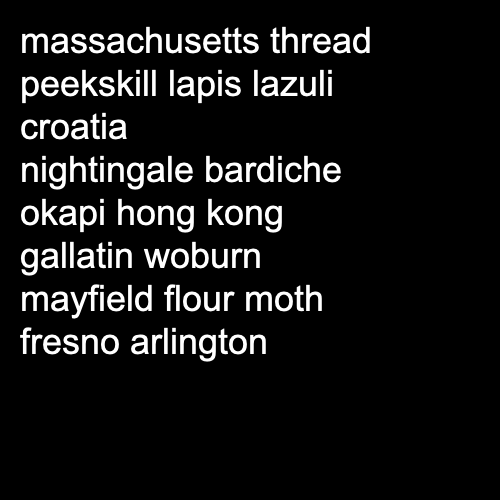 massachusetts thread
peekskill lapis lazuli
croatia
nightingale bardiche
okapi hong kong
gallatin woburn
mayfield flour moth
fresno arlington